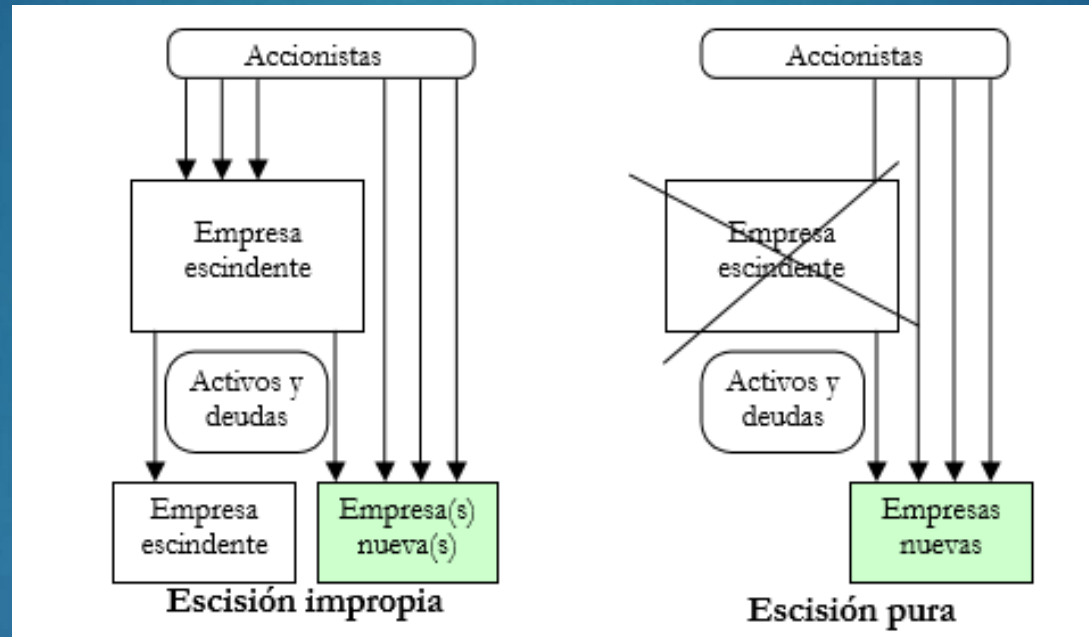 Accionistas
Empresa
escindente
Activos y
deudas
Empresa
escindente
Empresa(s)
nueva(s)
Escisión impropia
Accionistas
Empresa
escindente
Activos y
deudas
Empresas
nuevas
Escisión pura